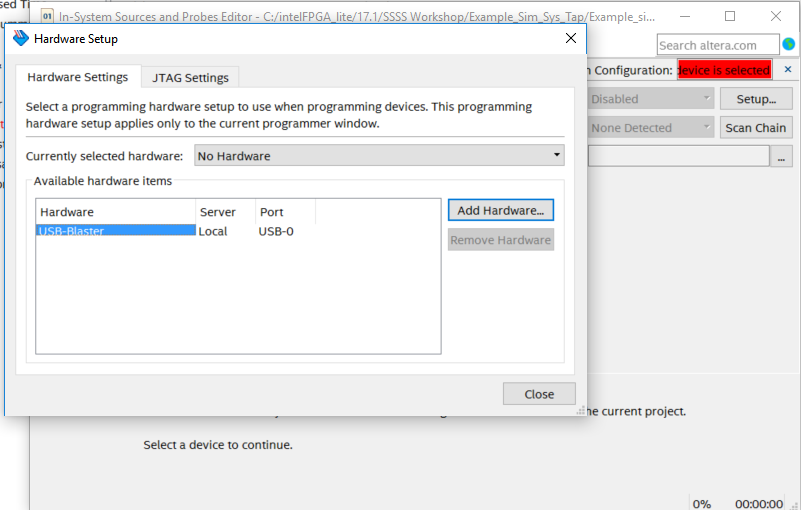 In-System Sources and Probes Editor - C:/intelFPGA_lite/17.1/SSSS Workshop/Example_Sim_Sys_Tap/Example_si...
Hardware Setup
Search altera.com
Hardware Settings
JTAG Settings
Configuration:
device is selected
Select a programming hardware setup to use when programming devices. This programming
hardware setup applies only to the current programmer window.
Disabled
Setup...
None Detected
Scan Chain
Currently selected hardware:
No Hardware
...
Available hardware items
Hardware
Server
Port
USB-Blaster
Local
USB-0
Add Hardware...
Remove Hardware
Close
the current project.
Select a device to continue.
0%
00:00:00